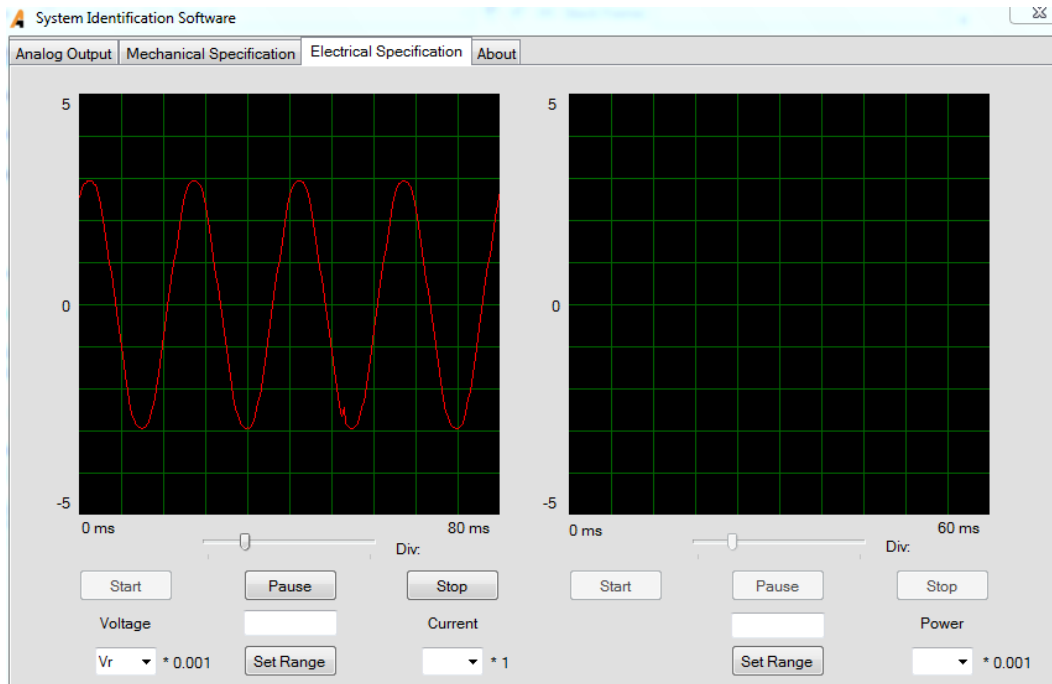 System Identification Software
Analog Output Mechanical Specification Electrical Specification About
5 5
0 0
-5 -5
0 ms 80 ms 0 ms 60 ms
Div: Div:
Start Pause Stop Start Pause Stop
Voltage Current Power
Vr * 0.001 Set Range * 1 Set Range * 0.001